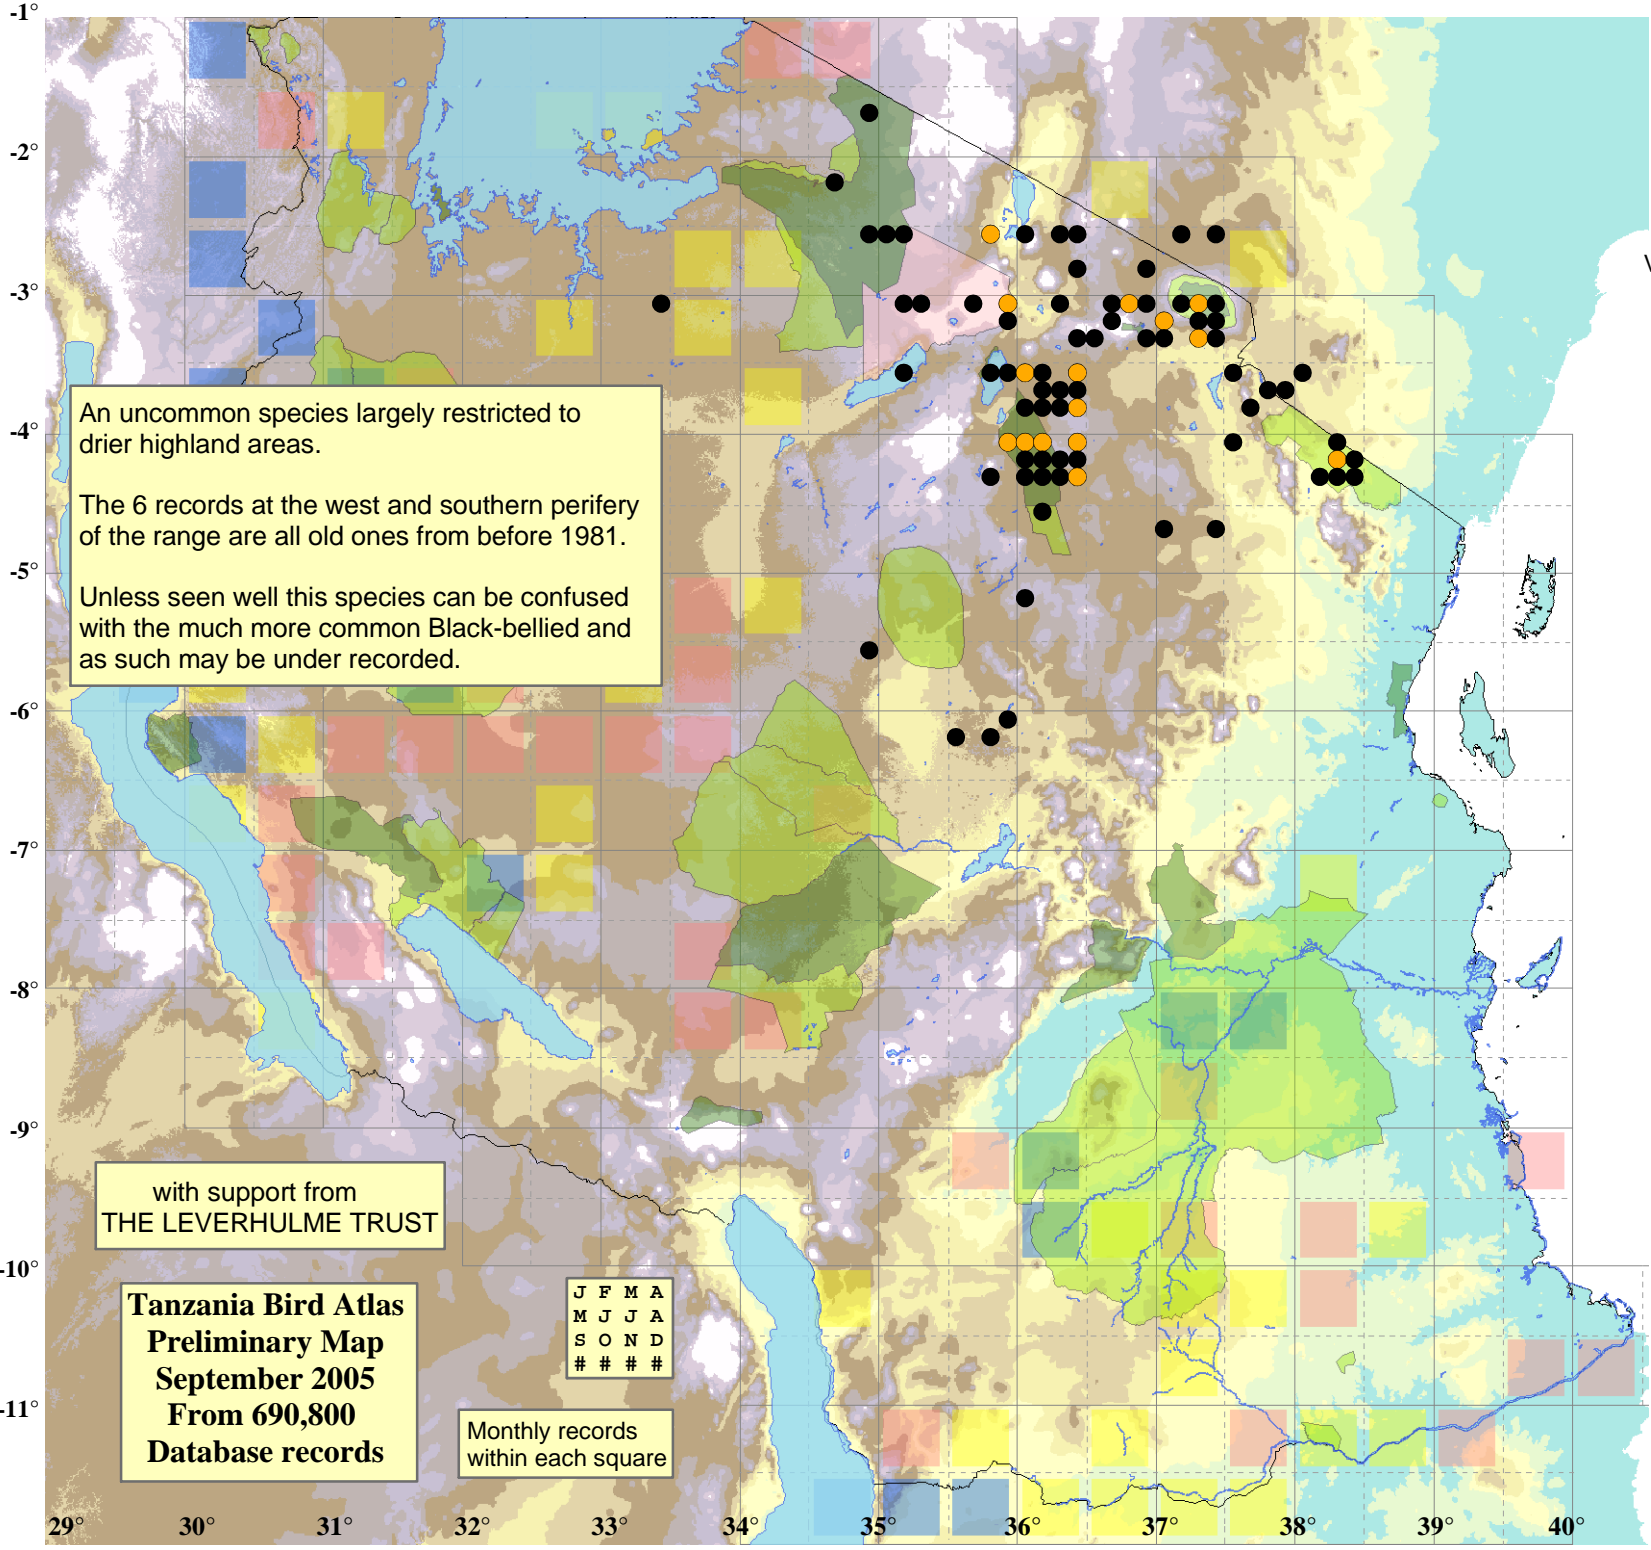 -1°
-2°
-3°
-4°
-5°
-6°
-7°
-8°
-9°
-10°
-11°
An uncommon species largely restricted to
drier highland areas.
The 6 records at the west and southern perifery
of the range are all old ones from before 1981.
Unless seen well this species can be confused
with the much more common Black-bellied and
as such may be under recorded.
with support from
THE LEVERHULME TRUST
Tanzania Bird Atlas
Preliminary Map
September 2005
From 690,800
Database records
J F M A
M J J A
S O N D
# # # #
Monthly records
within each square
29° 30° 31° 32° 33° 34° 35° 36° 37° 38° 39° 40°